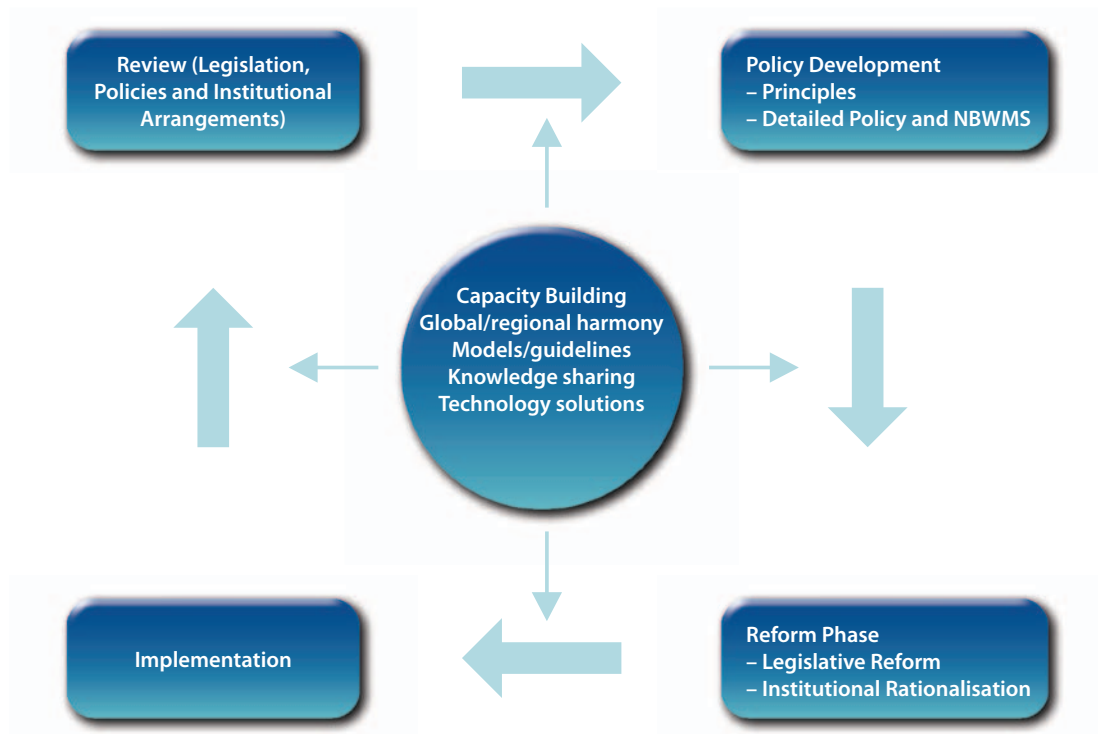 Review (Legislation,
Policies and Institutional
Arrangements)
Policy Development
– Principles
– Detailed Policy and NBWMS
Capacity Building
Global/regional harmony
Models/guidelines
Knowledge sharing
Technology solutions
Implementation
Reform Phase
– Legislative Reform
– Institutional Rationalisation